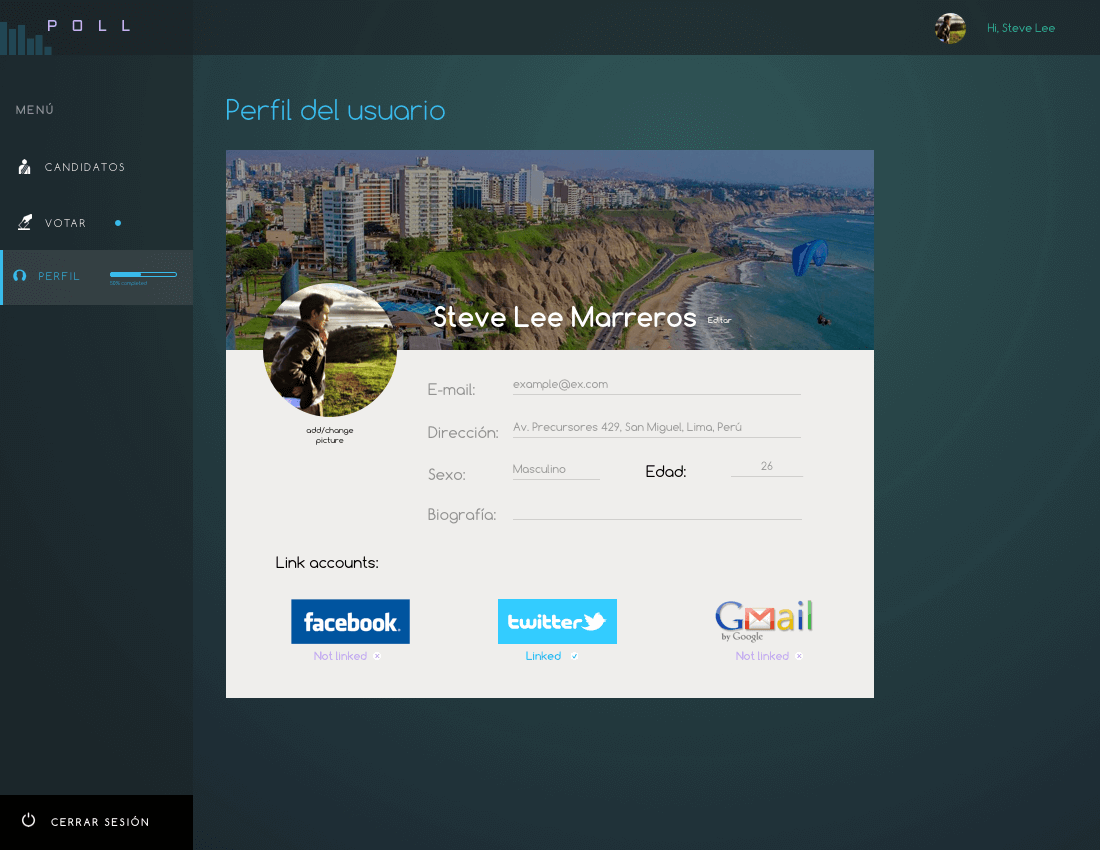 P O L L
Hi, Steve Lee
MENÚ
CANDIDATOS
VOTAR
PERFIL
50% completed
CERRAR SESIÓN
Perfil del usuario
Steve Lee Marreros Editar
add/change
picture
E-mail: example@ex.com
Dirección: Av. Precursores 429, San Miguel, Lima, Perú
Sexo: Masculino Edad: 26
Biografía:
Link accounts:
facebook. twitter Gmail
by Google
Not linked Linked Not linked